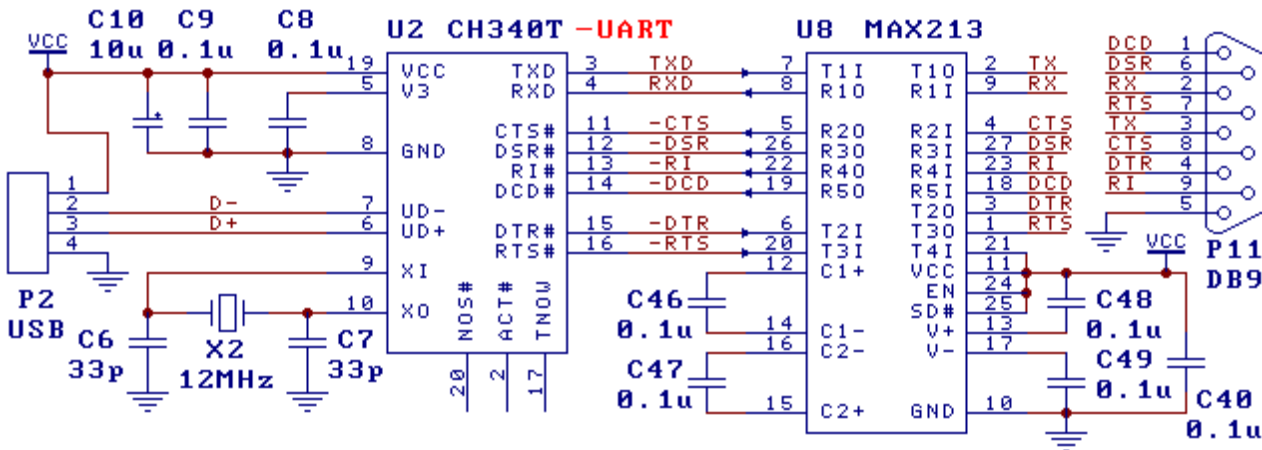 C10 C9 C8 U2 CH340T -UART U8 MAX213
VCC 10u 0.1u 0.1u DCD 1
19 VCC TXD 3 TXD 7 T1I T1O 2 TX DSR 6
5 V3 RXD 4 RXD 8 R1O R1I 9 RX RX 2
RTS 7
CTS# 11 -CTS 5 R2O R2I 4 CTS TX 3
8 GND DSR# 12 -DSR 26 R3O R3I 27 DSR CTS 8
RI# 13 -RI 22 R4O R4I 23 RI DTR 4
1 DCD# 14 -DCD 19 R5O R5I 18 DCD RI 9
2 D- 7 UD- T2O 3 DTR 5
3 D+ 6 UD+ DTR# 15 -DTR 6 T2I T3O 1 RTS
4 RTS# 16 -RTS 20 T3I T4I 21 VCC P11
9 XI 12 C1+ VCC 11 DB9
P2 EN 24
USB 10 XO NOS# ACT# TNOW C46 SD# 25 C48
C6 X2 C7 0.1u 14 C1- V+ 13 0.1u
33p 12MHz 33p 16 C2- V- 17 C49
20 2 17 C47 0.1u C40
0.1u 15 C2+ GND 10 0.1u